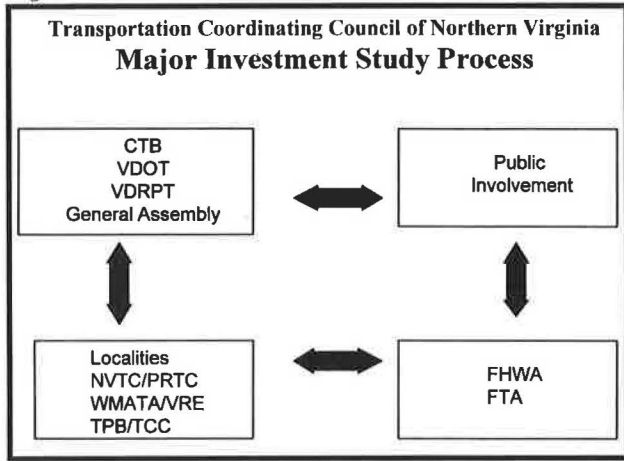 Transportation Coordinating Council of Northern Virginia
Major Investment Study Process
CTB
VDOT
VDRPT
General Assembly
Public
Involvement
Localities
NVTC/PRTC
WMATA/VRE
TPB/TCC
FHWA
FTA